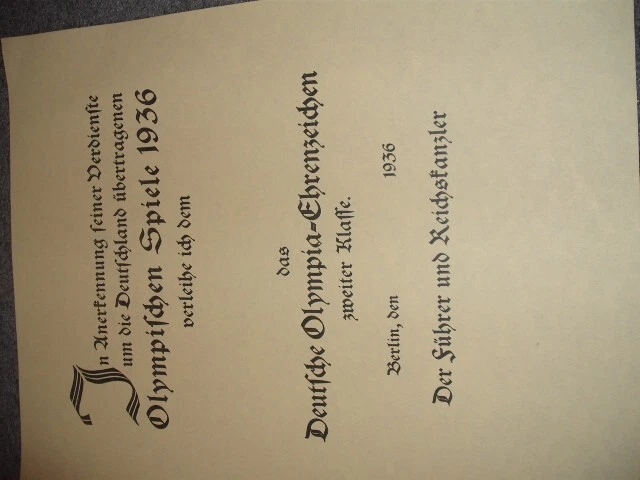 In Anerkennung seiner Verdienste
um die Deutschland übertragenen
Olympischen Spiele 1936
verleihe ich dem
das
Deutsche Olympia-Ehrenzeichen
zweiter Klasse.
Berlin, den 1936
Der Führer und Reichskanzler